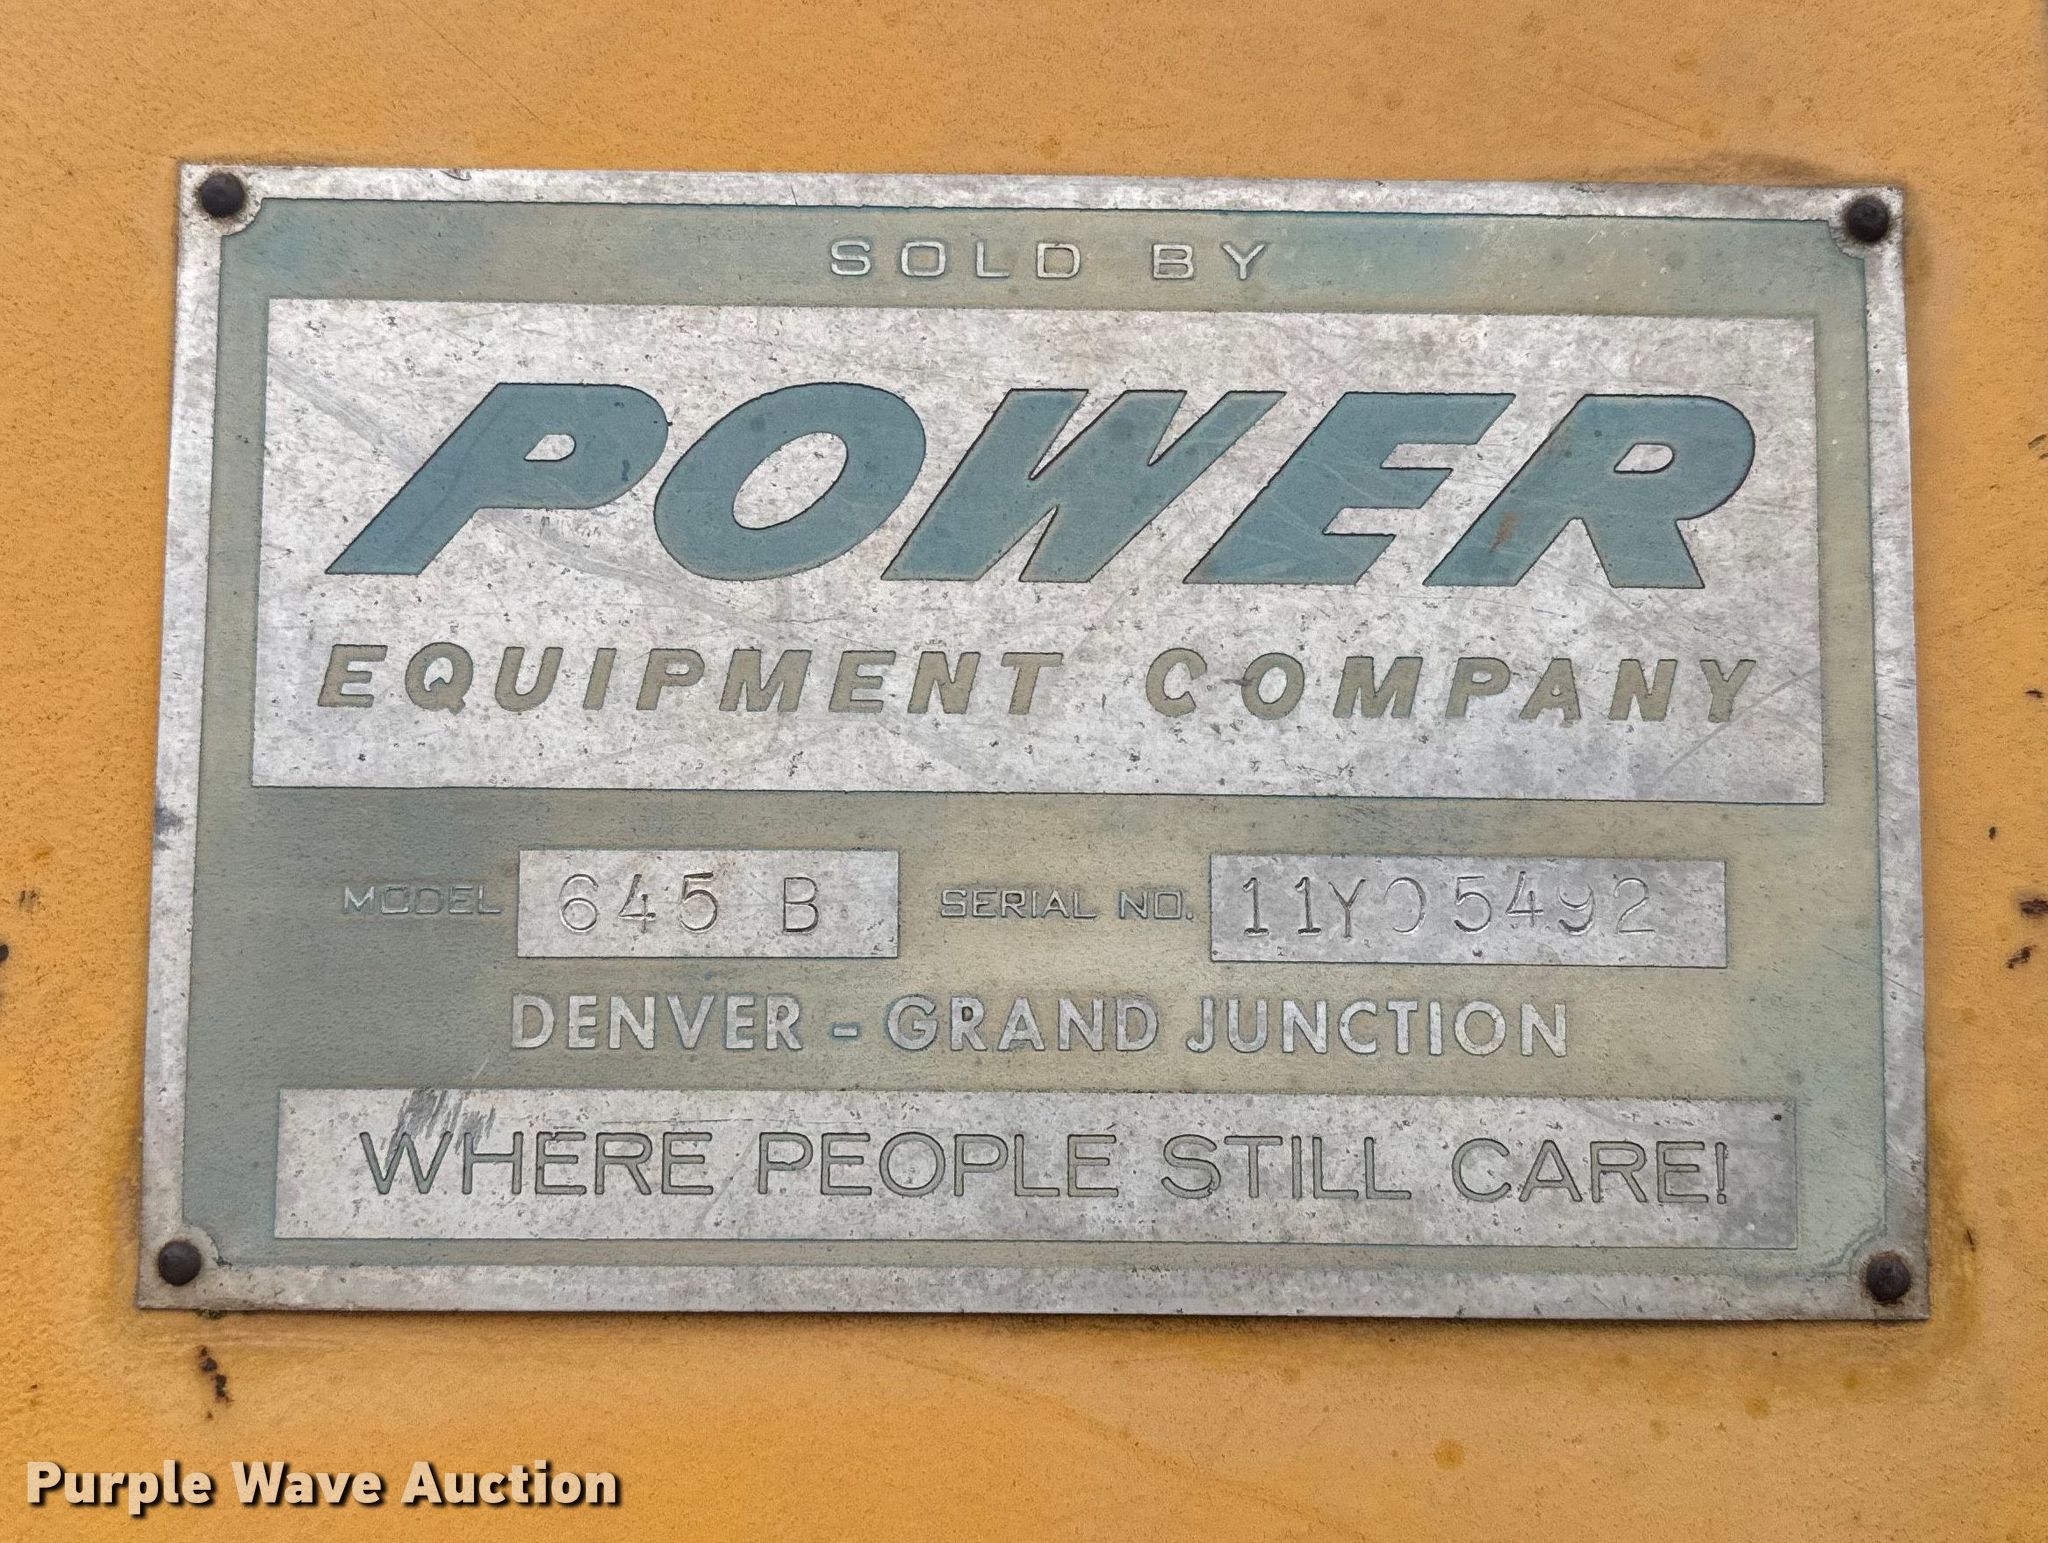 SOLD BY
POWER
EQUIPMENT COMPANY
MODEL 645 B SERIAL NO. 11Y05492
DENVER - GRAND JUNCTION
WHERE PEOPLE STILL CARE!
Purple Wave Auction